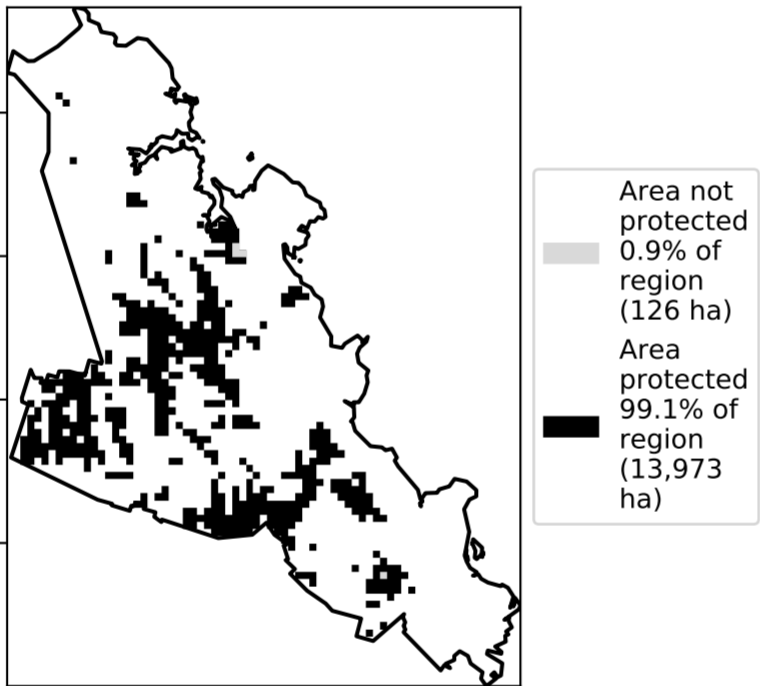 Area not
protected
0.9% of
region
(126 ha)
Area
protected
99.1% of
region
(13,973
ha)